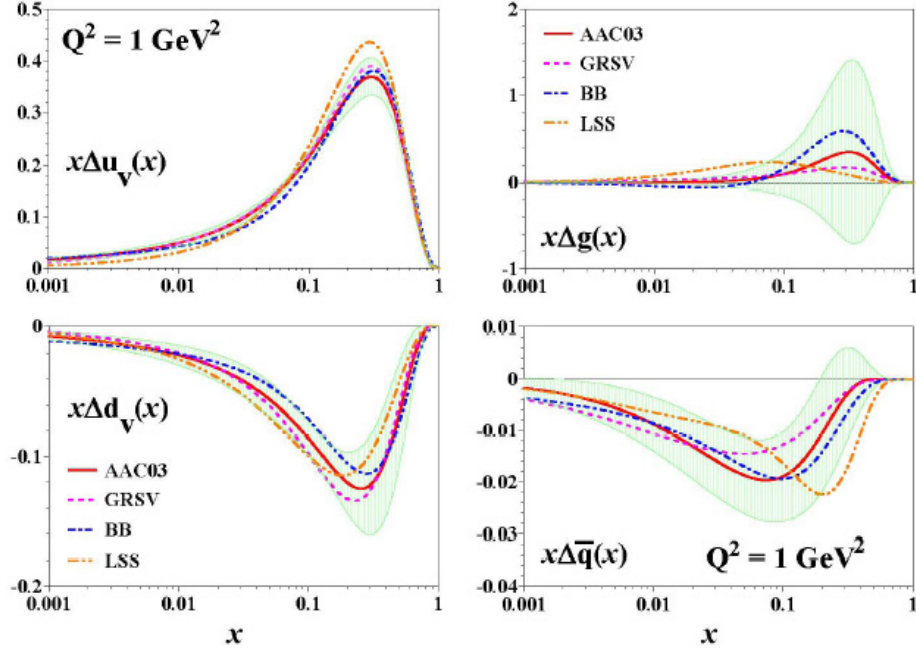 0.5
0.4
0.3
0.2
0.1
0
Q² = 1 GeV²
xΔu_v(x)
0.001 0.01 0.1 1
2
1
0
-1
AAC03
GRSV
BB
LSS
xΔg(x)
0.001 0.01 0.1 1
0
-0.1
-0.2
xΔd_v(x)
AAC03
GRSV
BB
LSS
0.001 0.01 0.1 1
x
0.01
0
-0.01
-0.02
-0.03
-0.04
xΔq̅(x)
Q² = 1 GeV²
0.001 0.01 0.1 1
x